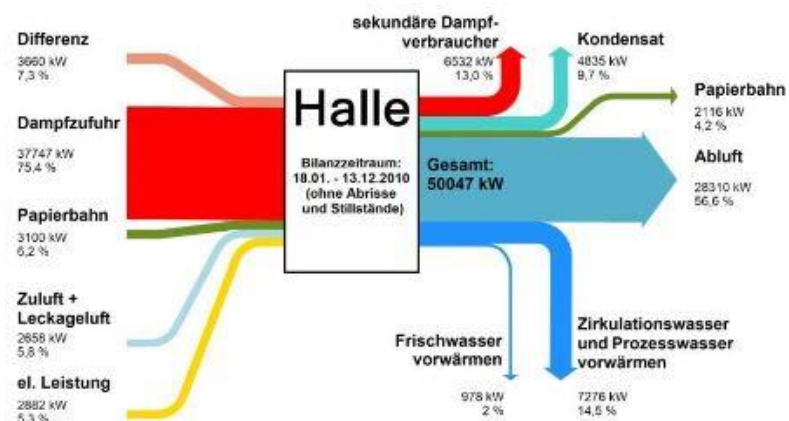 Differenz
3660 kW
7,3 %
Dampfzufuhr
37747 kW
75,4 %
Papierbahn
3100 kW
6,2 %
Zuluft +
Leckageluft
2658 kW
5,8 %
el. Leistung
2882 kW
5,3 %
Halle
Bilanzzeitraum:
18.01. - 13.12.2010
(ohne Abrisse
und Stillstände)
Gesamt:
50047 kW
sekundäre Dampf-
verbraucher
6532 kW
13,0 %
Kondensat
4835 kW
9,7 %
Papierbahn
2116 kW
4,2 %
Abluft
28310 kW
56,6 %
Frischwasser
vorwärmen
978 kW
2 %
Zirkulationswasser
und Prozesswasser
vorwärmen
7276 kW
14,5 %